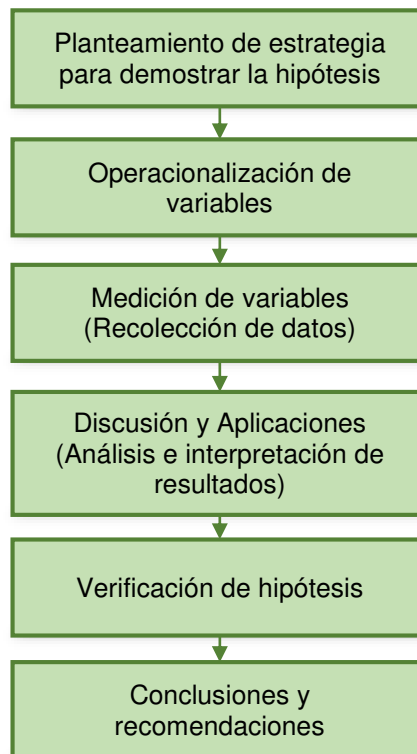 Planteamiento de estrategia
para demostrar la hipótesis
Operacionalización de
variables
Medición de variables
(Recolección de datos)
Discusión y Aplicaciones
(Análisis e interpretación de
resultados)
Verificación de hipótesis
Conclusiones y
recomendaciones